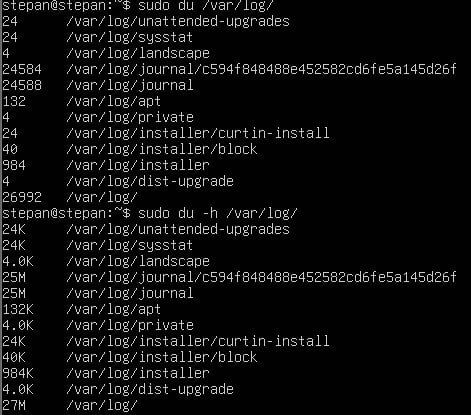 stepan@stepan:~$ sudo du /var/log/
24 /var/log/unattended-upgrades
24 /var/log/sysstat
4 /var/log/landscape
24584 /var/log/journal/c594f848488e452582cd6fe5a145d26f
24588 /var/log/journal
132 /var/log/apt
4 /var/log/private
24 /var/log/installer/curtin-install
40 /var/log/installer/block
984 /var/log/installer
4 /var/log/dist-upgrade
26992 /var/log/
stepan@stepan:~$ sudo du -h /var/log/
24K /var/log/unattended-upgrades
24K /var/log/sysstat
4.0K /var/log/landscape
25M /var/log/journal/c594f848488e452582cd6fe5a145d26f
25M /var/log/journal
132K /var/log/apt
4.0K /var/log/private
24K /var/log/installer/curtin-install
40K /var/log/installer/block
984K /var/log/installer
4.0K /var/log/dist-upgrade
27M /var/log/